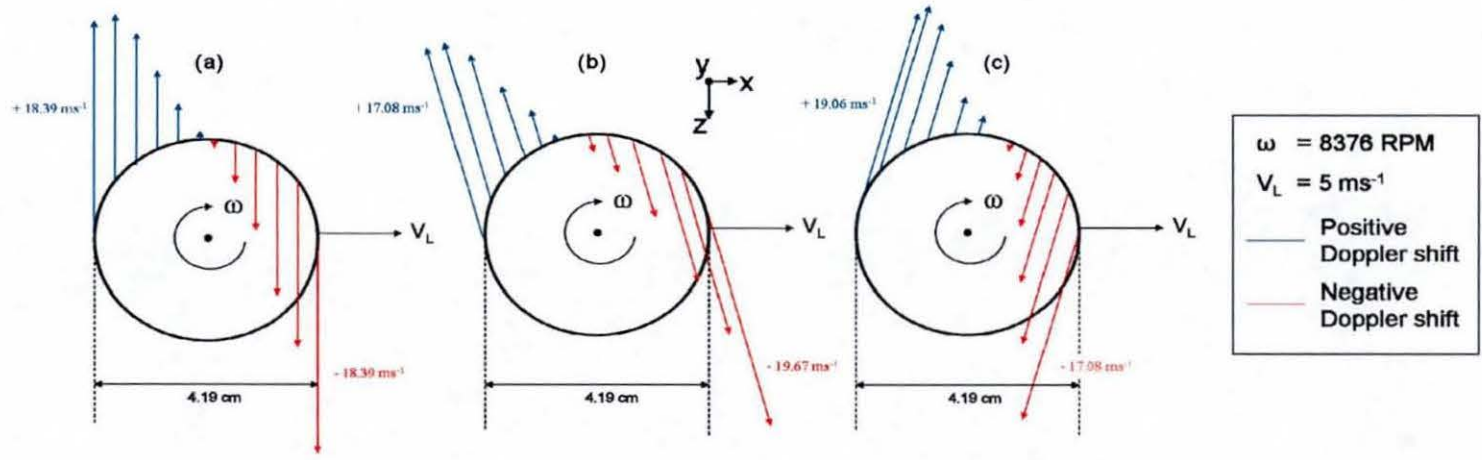 (a)
(b)
(c)
y
x
z
+ 18.39 ms⁻¹
17.08 ms⁻¹
+ 19.06 ms⁻¹
ω
ω
ω
V_L
V_L
V_L
- 18.39 ms⁻¹
- 19.67 ms⁻¹
- 17.08 ms⁻¹
4.19 cm
4.19 cm
4.19 cm
ω = 8376 RPM
V_L = 5 ms⁻¹
Positive
Doppler shift
Negative
Doppler shift